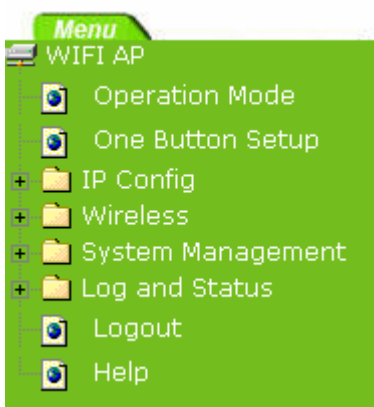 Menu
WIFI AP
Operation Mode
One Button Setup
IP Config
Wireless
System Management
Log and Status
Logout
Help